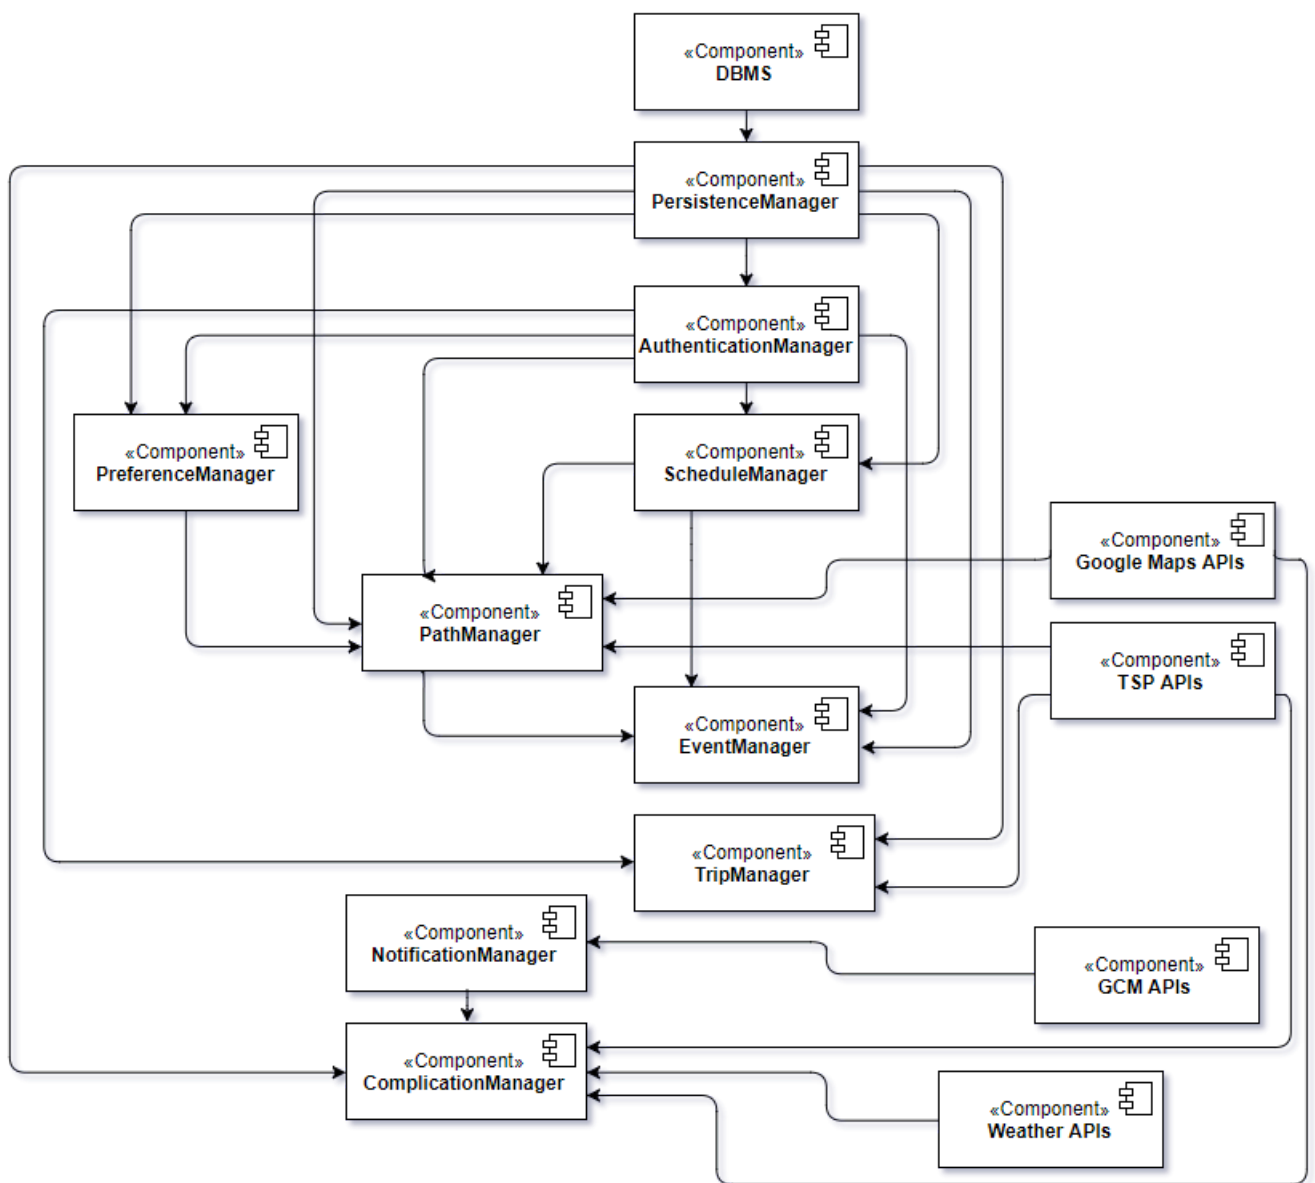 «Component»
DBMS
«Component»
PersistenceManager
«Component»
AuthenticationManager
«Component»
PreferenceManager
«Component»
ScheduleManager
«Component»
Google Maps APIs
«Component»
PathManager
«Component»
TSP APIs
«Component»
EventManager
«Component»
TripManager
«Component»
NotificationManager
«Component»
GCM APIs
«Component»
ComplicationManager
«Component»
Weather APIs